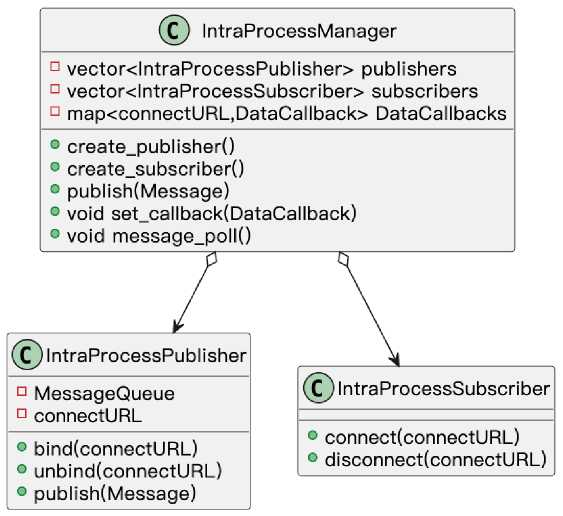 C IntraProcessManager
vector<IntraProcessPublisher> publishers
vector<IntraProcessSubscriber> subscribers
map<connectURL,DataCallback> DataCallbacks
create_publisher()
create_subscriber()
publish(Message)
void set_callback(DataCallback)
void message_poll()
C IntraProcessPublisher
MessageQueue
connectURL
bind(connectURL)
unbind(connectURL)
publish(Message)
C IntraProcessSubscriber
connect(connectURL)
disconnect(connectURL)